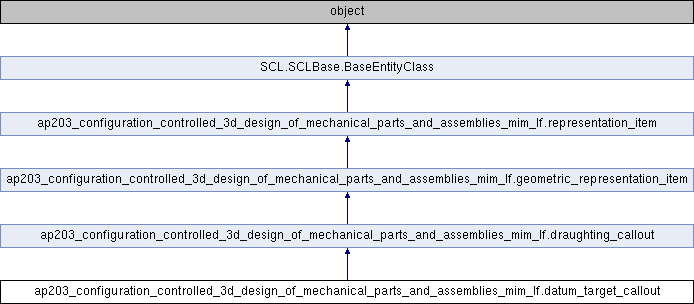 object
SCL.SCLBase.BaseEntityClass
ap203_configuration_controlled_3d_design_of_mechanical_parts_and_assemblies_mim_lf.representation_item
ap203_configuration_controlled_3d_design_of_mechanical_parts_and_assemblies_mim_lf.geometric_representation_item
ap203_configuration_controlled_3d_design_of_mechanical_parts_and_assemblies_mim_lf.draughting_callout
ap203_configuration_controlled_3d_design_of_mechanical_parts_and_assemblies_mim_lf.datum_target_callout